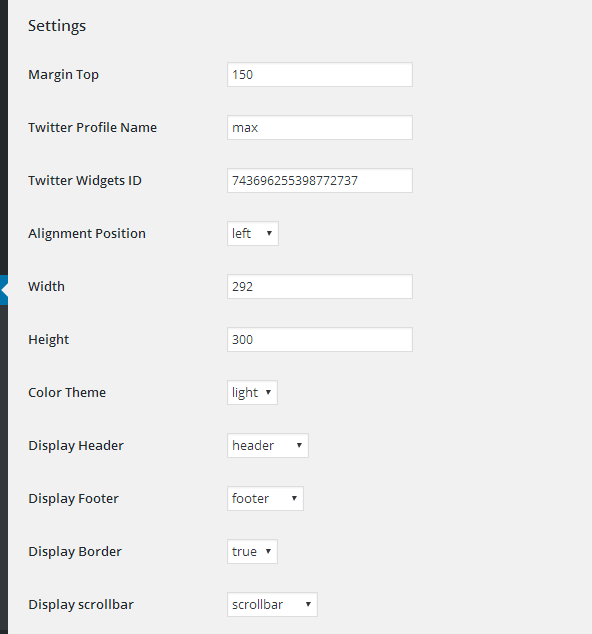 Settings
Margin Top 150
Twitter Profile Name max
Twitter Widgets ID 743696255398772737
Alignment Position left
Width 292
Height 300
Color Theme light
Display Header header
Display Footer footer
Display Border true
Display scrollbar scrollbar